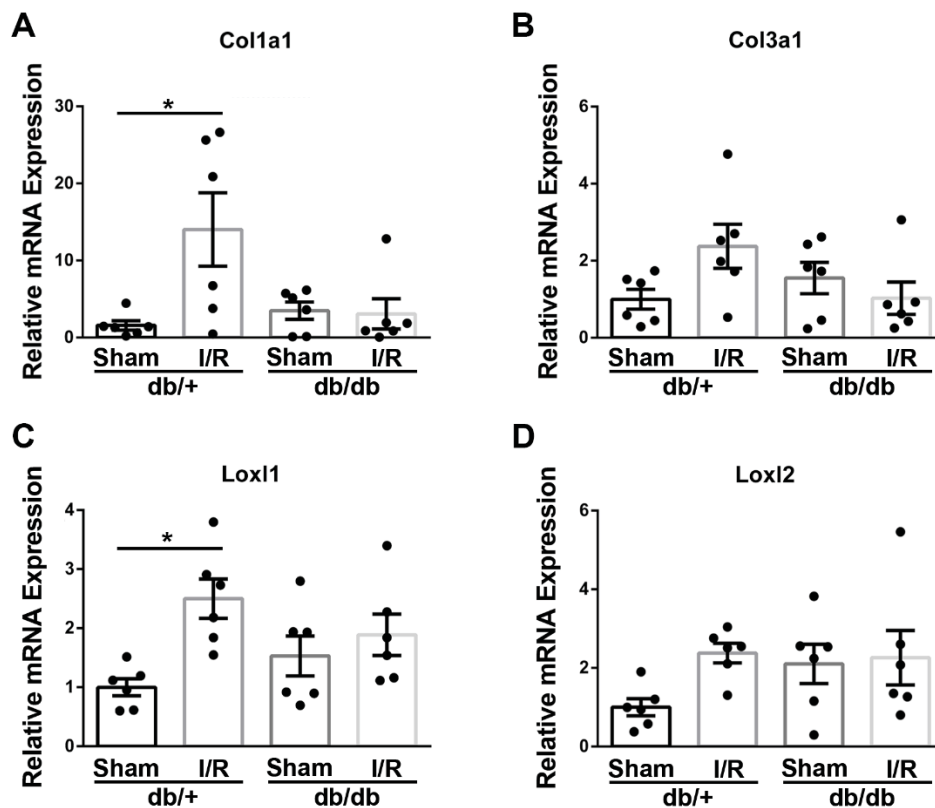 A
Col1a1
Relative mRNA Expression
30
20
10
0
*
Sham I/R Sham I/R
db/+ db/db
B
Col3a1
Relative mRNA Expression
6
4
2
0
Sham I/R Sham I/R
db/+ db/db
C
Loxl1
Relative mRNA Expression
4
3
2
1
0
*
Sham I/R Sham I/R
db/+ db/db
D
Loxl2
Relative mRNA Expression
6
4
2
0
Sham I/R Sham I/R
db/+ db/db